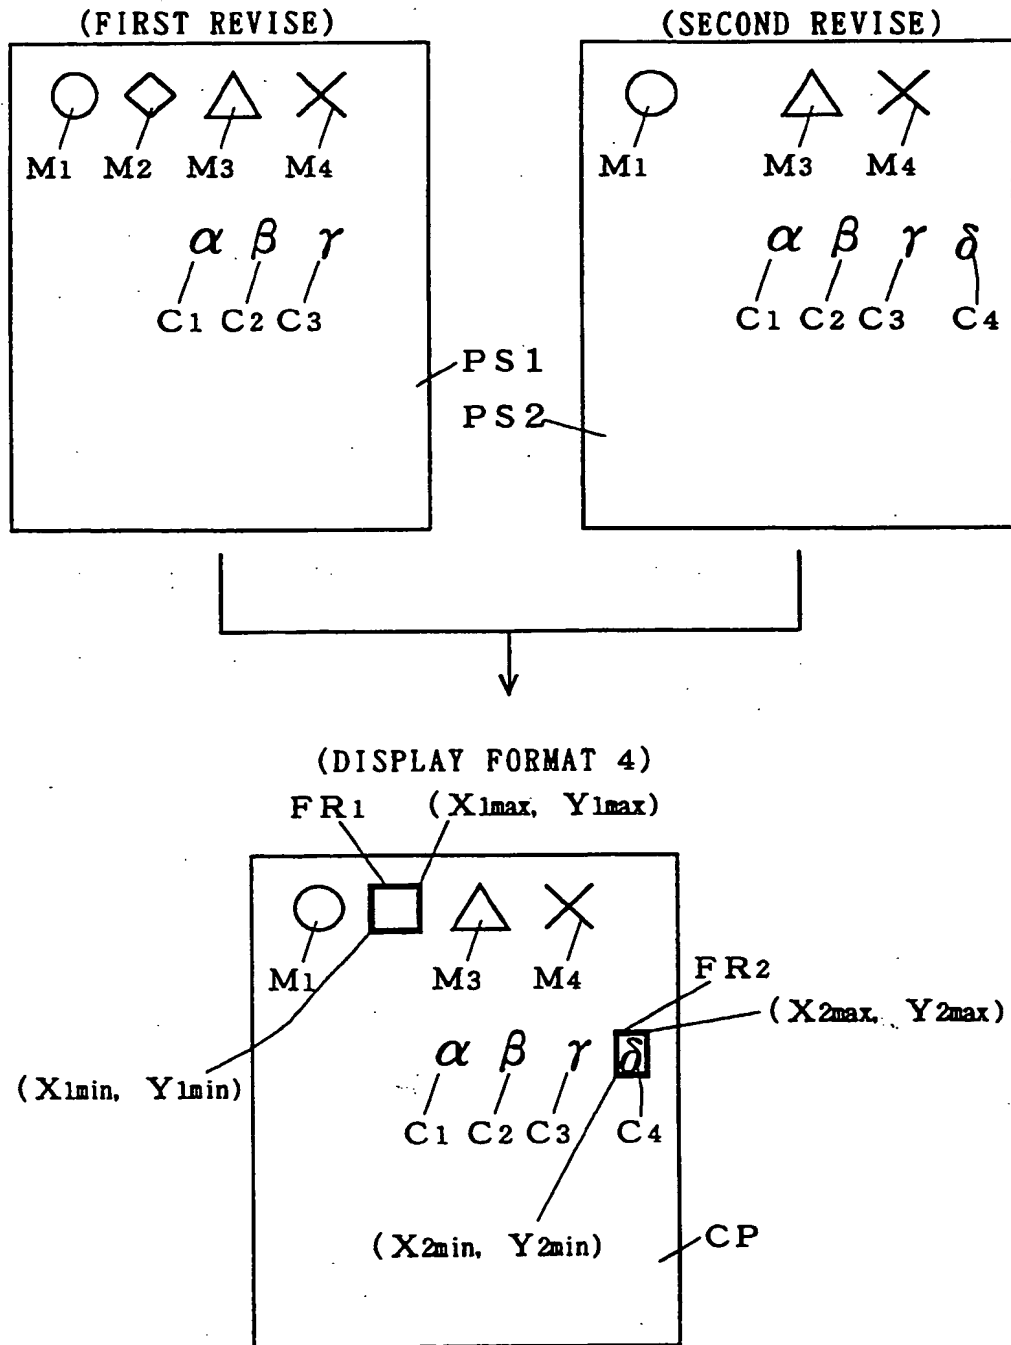 (FIRST REVISE)
(SECOND REVISE)
M1 M2 M3 M4
M1 M3 M4
α β γ
α β γ δ
C1 C2 C3
C1 C2 C3 C4
PS1
PS2
(DISPLAY FORMAT 4)
FR1 (X1max, Y1max)
M1 M3 M4
FR2
(X2max, Y2max)
α β γ δ
(X1min, Y1min)
C1 C2 C3 C4
(X2min, Y2min)
CP